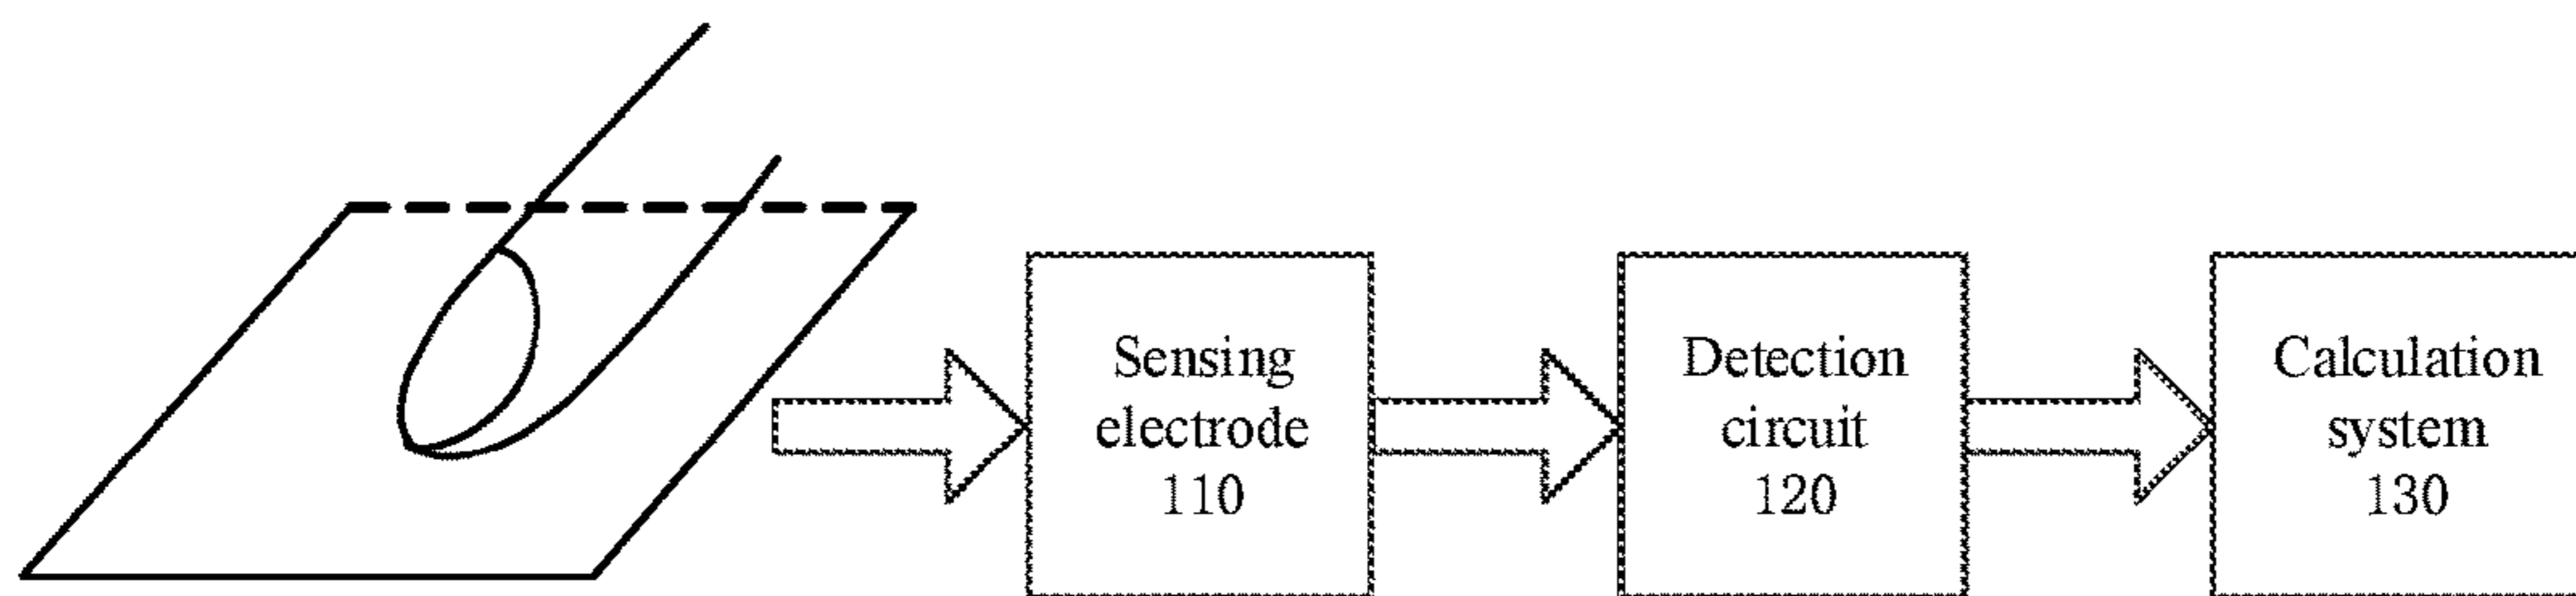 Sensing
electrode
110
Detection
circuit
120
Calculation
system
130